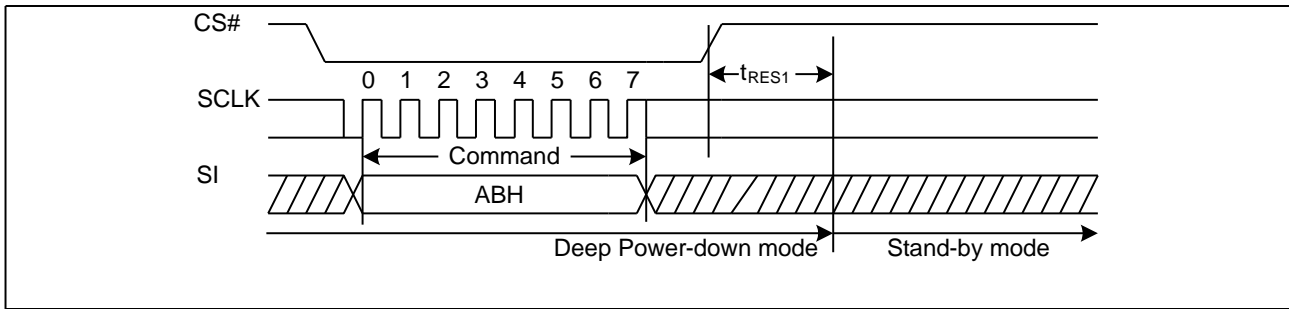 CS#
tRES1
0 1 2 3 4 5 6 7
SCLK
Command
SI
ABH
Deep Power-down mode Stand-by mode